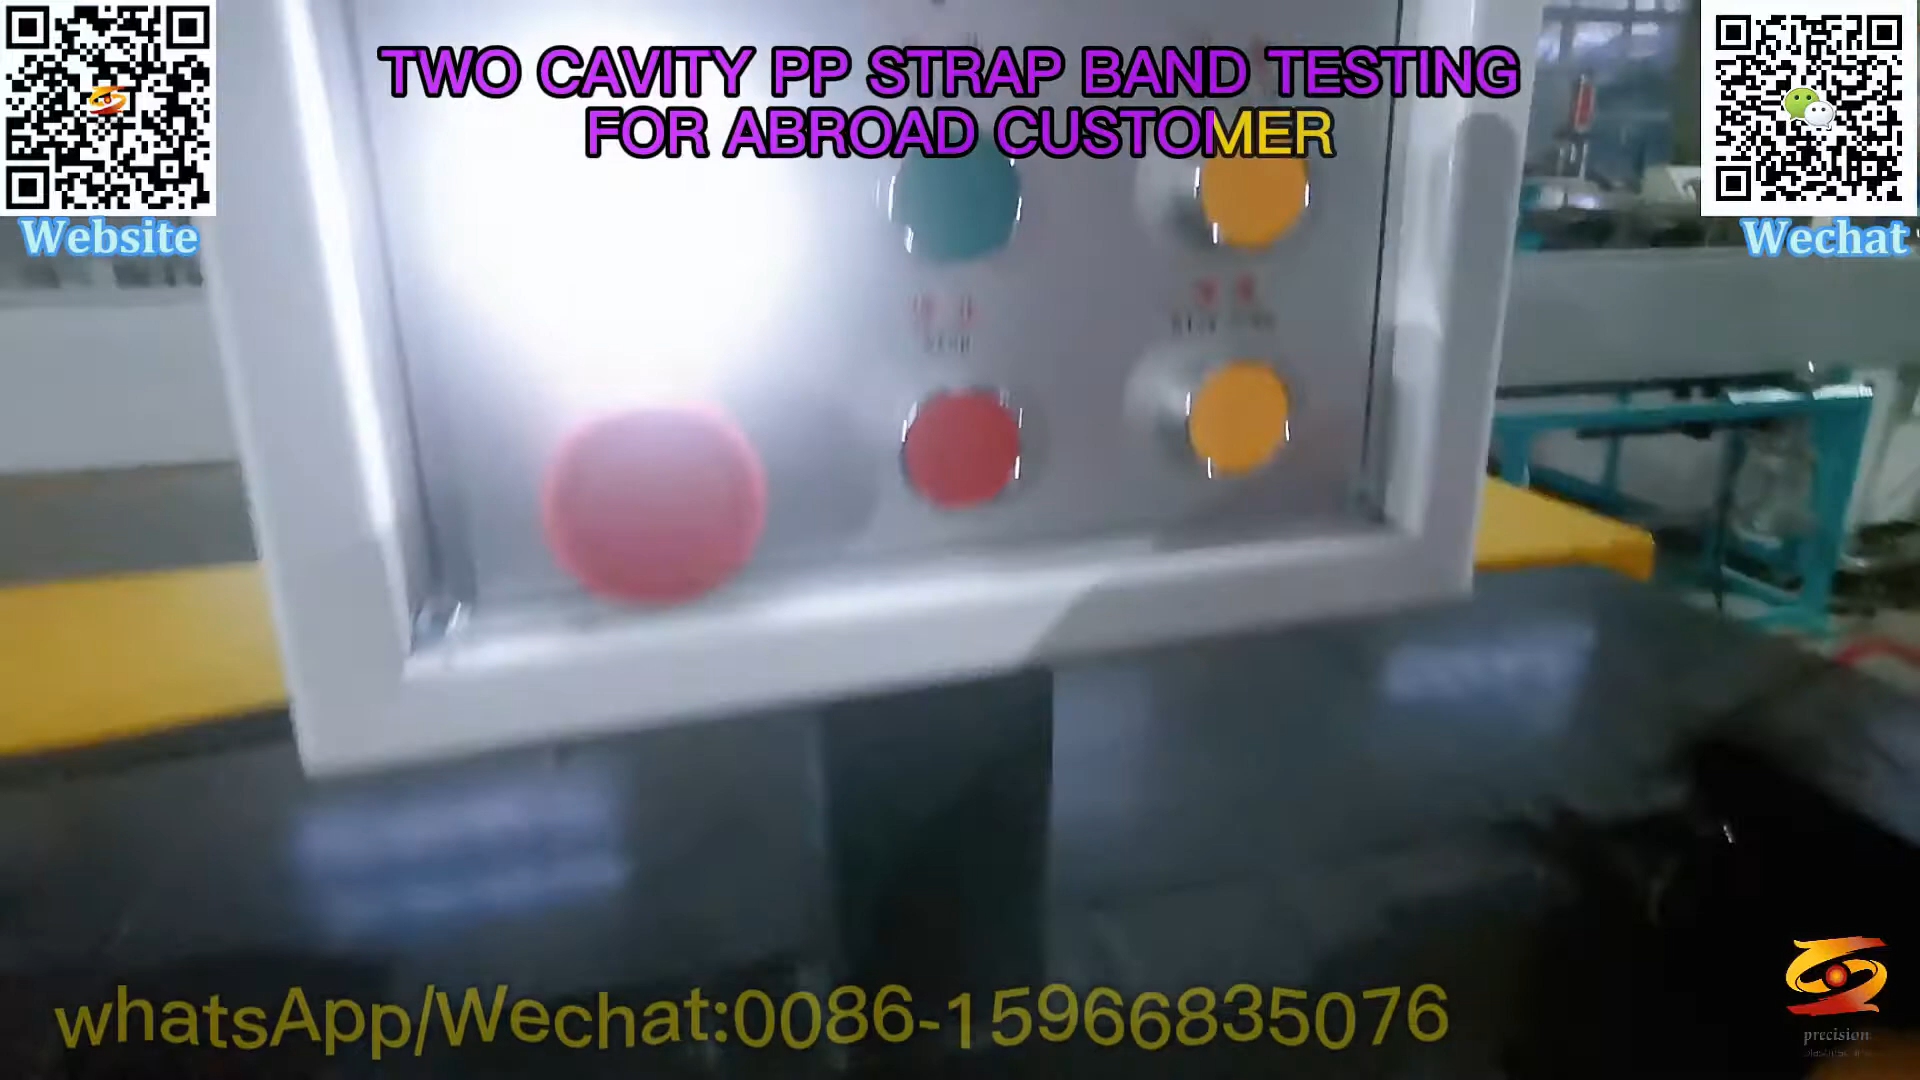 TWO CAVITY PP STRAP BAND TESTING
FOR ABROAD CUSTOMER
Website
Wechat
whatsApp/Wechat:0086-15966835076
precision